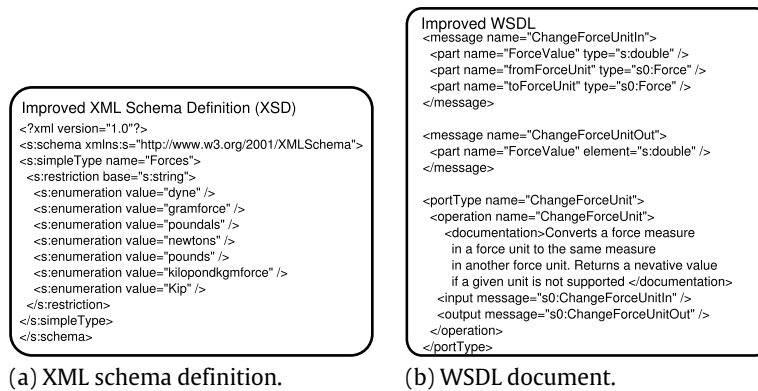 Improved XML Schema Definition (XSD)
<?xml version="1.0"?>
<s:schema xmlns:s="http://www.w3.org/2001/XMLSchema">
<s:simpleType name="Forces">
<s:restriction base="s:string">
<s:enumeration value="dyne" />
<s:enumeration value="gramforce" />
<s:enumeration value="poundals" />
<s:enumeration value="newtons" />
<s:enumeration value="pounds" />
<s:enumeration value="kilopondkgmforce" />
<s:enumeration value="Kip" />
</s:restriction>
</s:simpleType>
</s:schema>
(a) XML schema definition.
Improved WSDL
<message name="ChangeForceUnitIn">
<part name="ForceValue" type="s:double" />
<part name="fromForceUnit" type="s0:Force" />
<part name="toForceUnit" type="s0:Force" />
</message>
<message name="ChangeForceUnitOut">
<part name="ForceValue" element="s:double" />
</message>
<portType name="ChangeForceUnit">
<operation name="ChangeForceUnit">
<documentation>Converts a force measure
in a force unit to the same measure
in another force unit. Returns a nevative value
if a given unit is not supported </documentation>
<input message="s0:ChangeForceUnitIn" />
<output message="s0:ChangeForceUnitOut" />
</operation>
</portType>
(b) WSDL document.